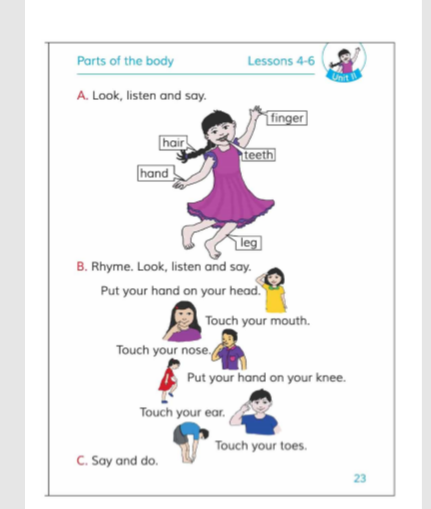 Parts of the body Lessons 4-6
Unit 11
A. Look, listen and say.
finger
hair
teeth
hand
leg
B. Rhyme. Look, listen and say.
Put your hand on your head.
Touch your mouth.
Touch your nose.
Put your hand on your knee.
Touch your ear.
Touch your toes.
C. Say and do.
23